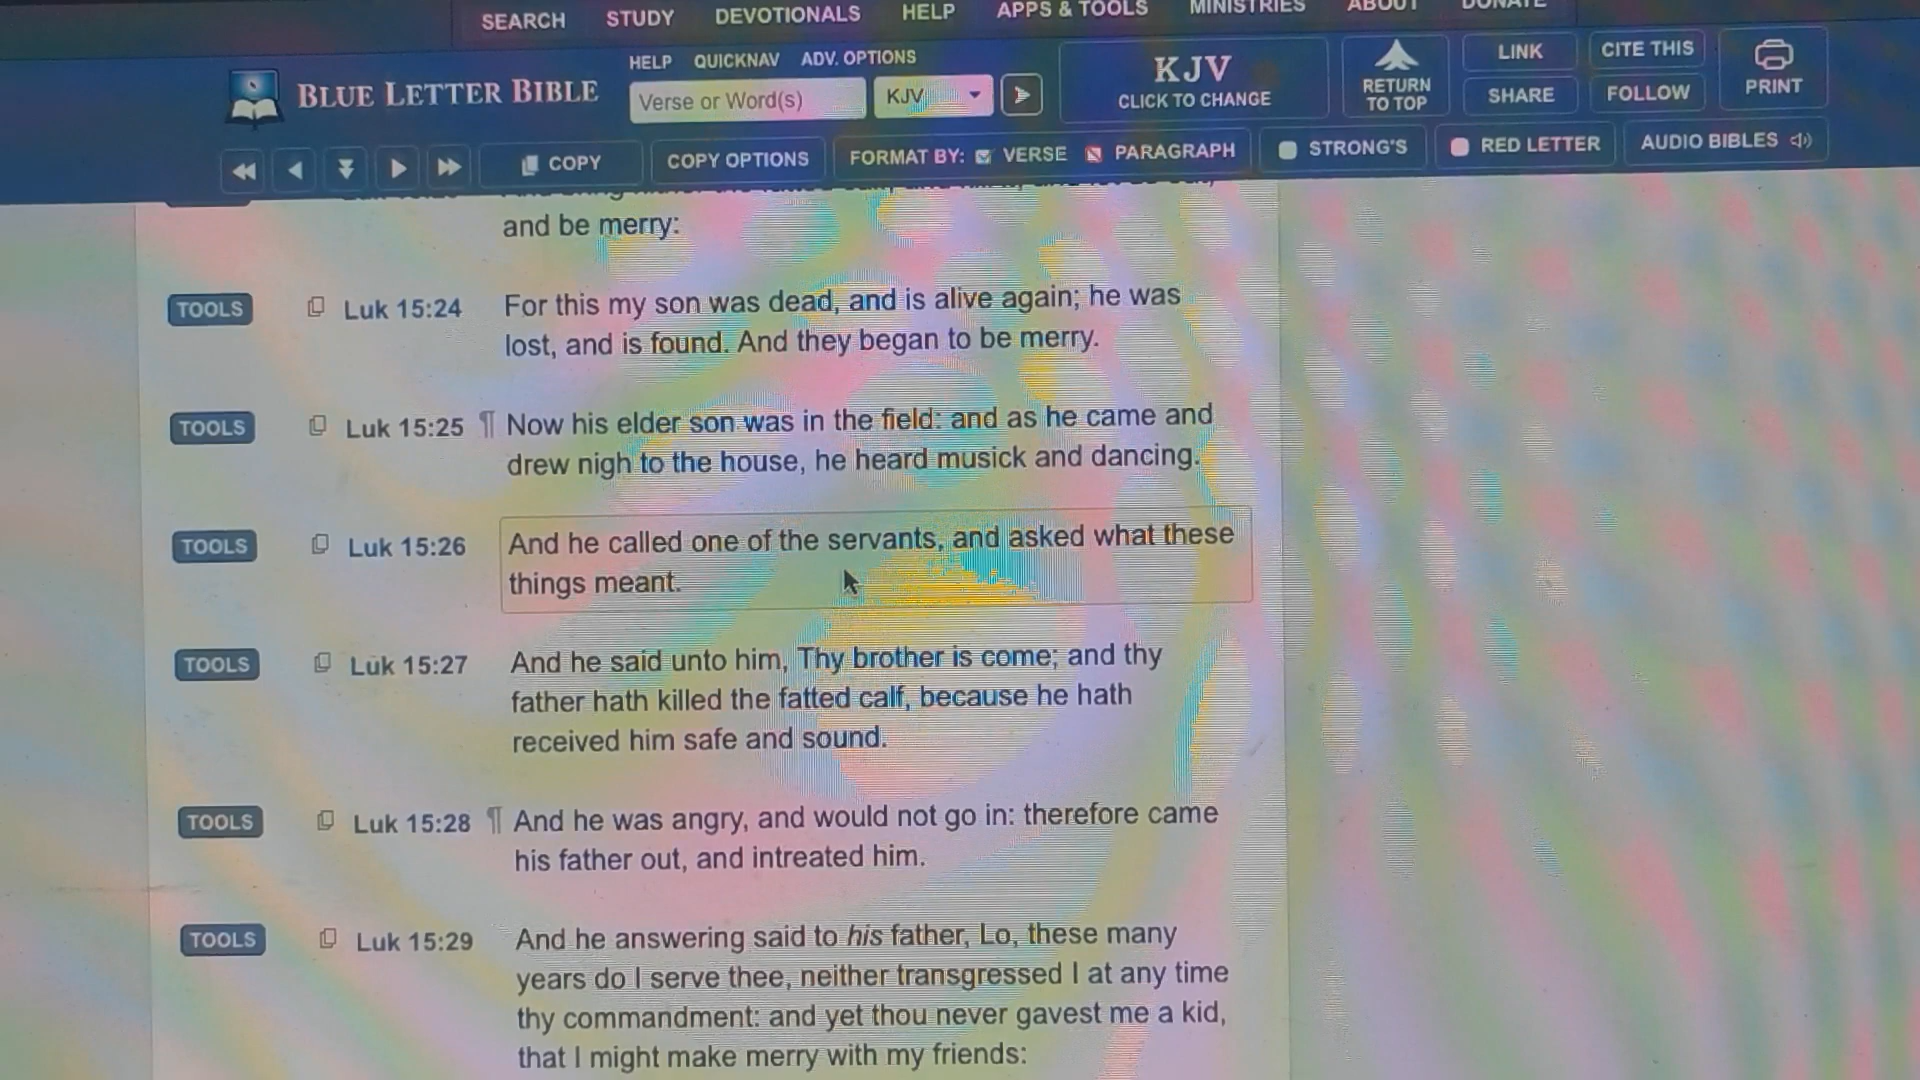 SEARCH STUDY DEVOTIONALS HELP APPS & TOOLS MINISTRIES ABOUT DONATE
HELP QUICKNAV ADV. OPTIONS
BLUE LETTER BIBLE
Verse or Word(s) KJV
KJV
CLICK TO CHANGE
RETURN
TO TOP
LINK
CITE THIS
SHARE
FOLLOW
PRINT
COPY COPY OPTIONS FORMAT BY: VERSE PARAGRAPH STRONG'S RED LETTER AUDIO BIBLES
and be merry:
TOOLS Luk 15:24 For this my son was dead, and is alive again; he was
lost, and is found. And they began to be merry.
TOOLS Luk 15:25 ¶ Now his elder son was in the field: and as he came and
drew nigh to the house, he heard musick and dancing.
TOOLS Luk 15:26 And he called one of the servants, and asked what these
things meant.
TOOLS Luk 15:27 And he said unto him, Thy brother is come; and thy
father hath killed the fatted calf, because he hath
received him safe and sound.
TOOLS Luk 15:28 ¶ And he was angry, and would not go in: therefore came
his father out, and intreated him.
TOOLS Luk 15:29 And he answering said to his father, Lo, these many
years do I serve thee, neither transgressed I at any time
thy commandment: and yet thou never gavest me a kid,
that I might make merry with my friends: